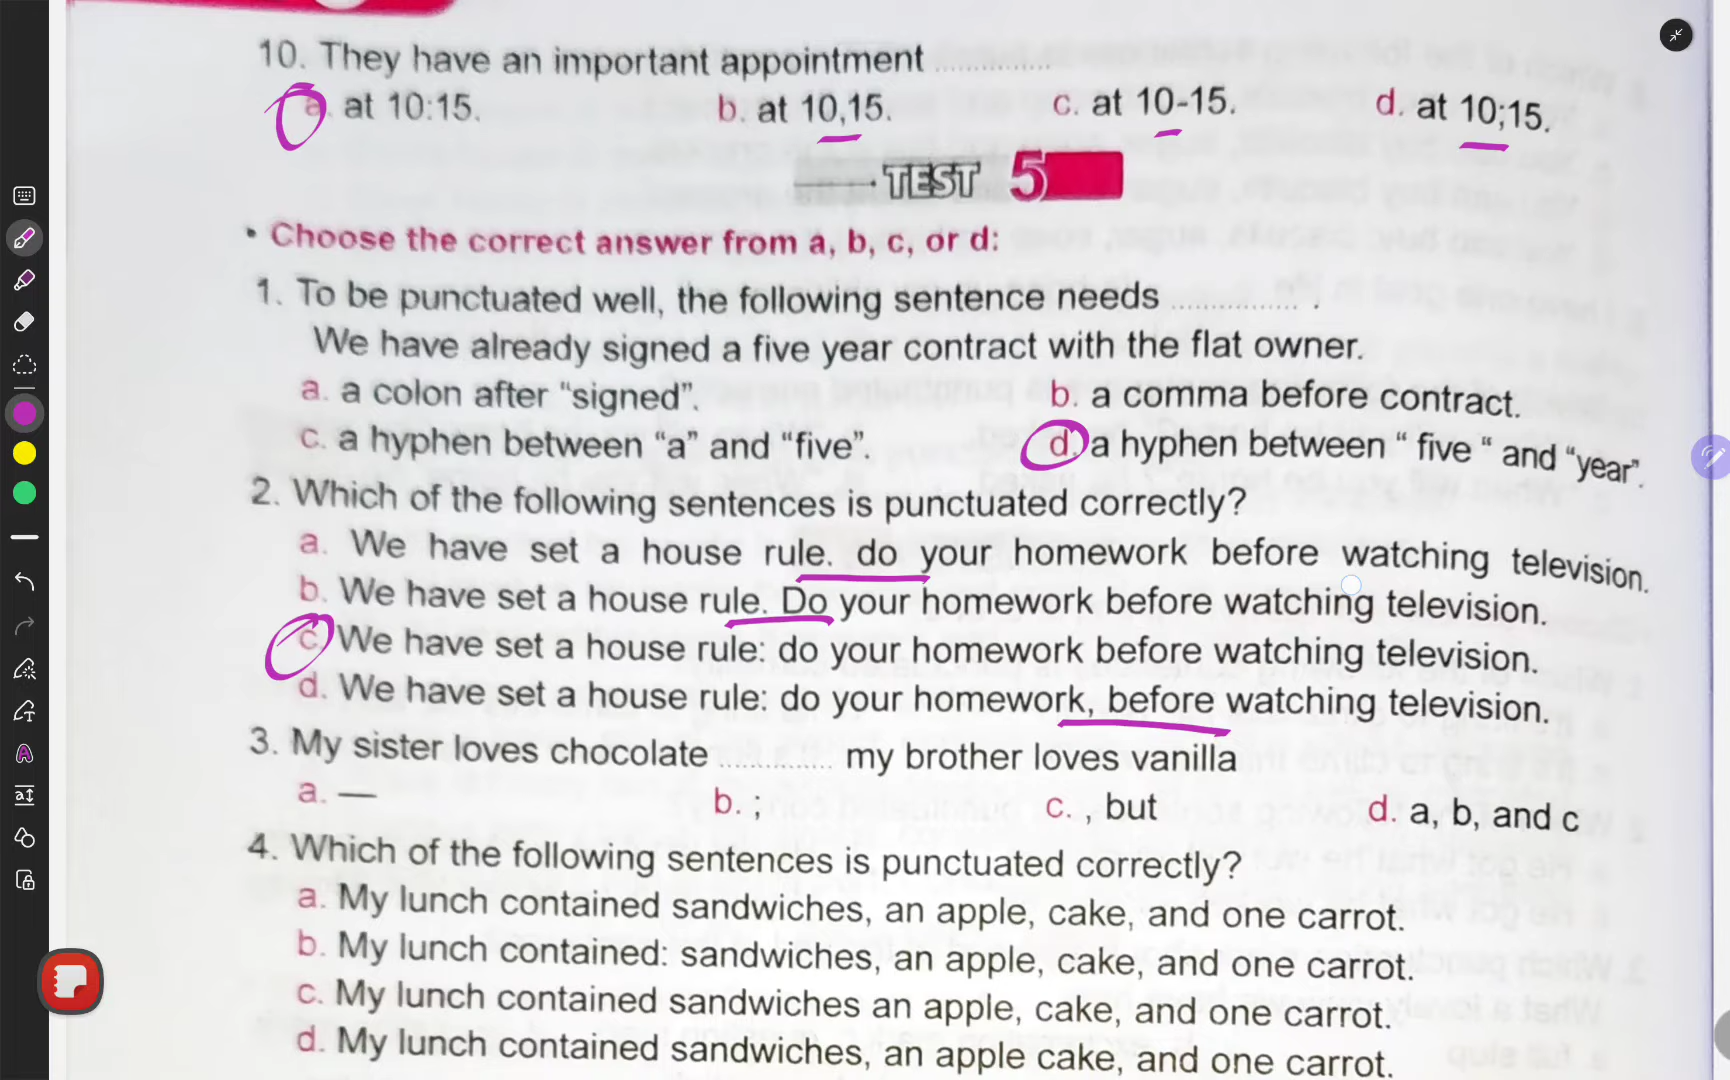 10. They have an important appointment ...............
a. at 10:15. b. at 10,15. c. at 10-15. d. at 10;15.
TEST 5
• Choose the correct answer from a, b, c, or d:
1. To be punctuated well, the following sentence needs ............... .
We have already signed a five year contract with the flat owner.
a. a colon after “signed”. b. a comma before contract.
c. a hyphen between “a” and “five”. d. a hyphen between “ five “ and “year”.
2. Which of the following sentences is punctuated correctly?
a. We have set a house rule. do your homework before watching television.
b. We have set a house rule. Do your homework before watching television.
c. We have set a house rule: do your homework before watching television.
d. We have set a house rule: do your homework, before watching television.
3. My sister loves chocolate ............... my brother loves vanilla
a. — b. ; c. , but d. a, b, and c
4. Which of the following sentences is punctuated correctly?
a. My lunch contained sandwiches, an apple, cake, and one carrot.
b. My lunch contained: sandwiches, an apple, cake, and one carrot.
c. My lunch contained sandwiches an apple, cake, and one carrot.
d. My lunch contained sandwiches, an apple cake, and one carrot.